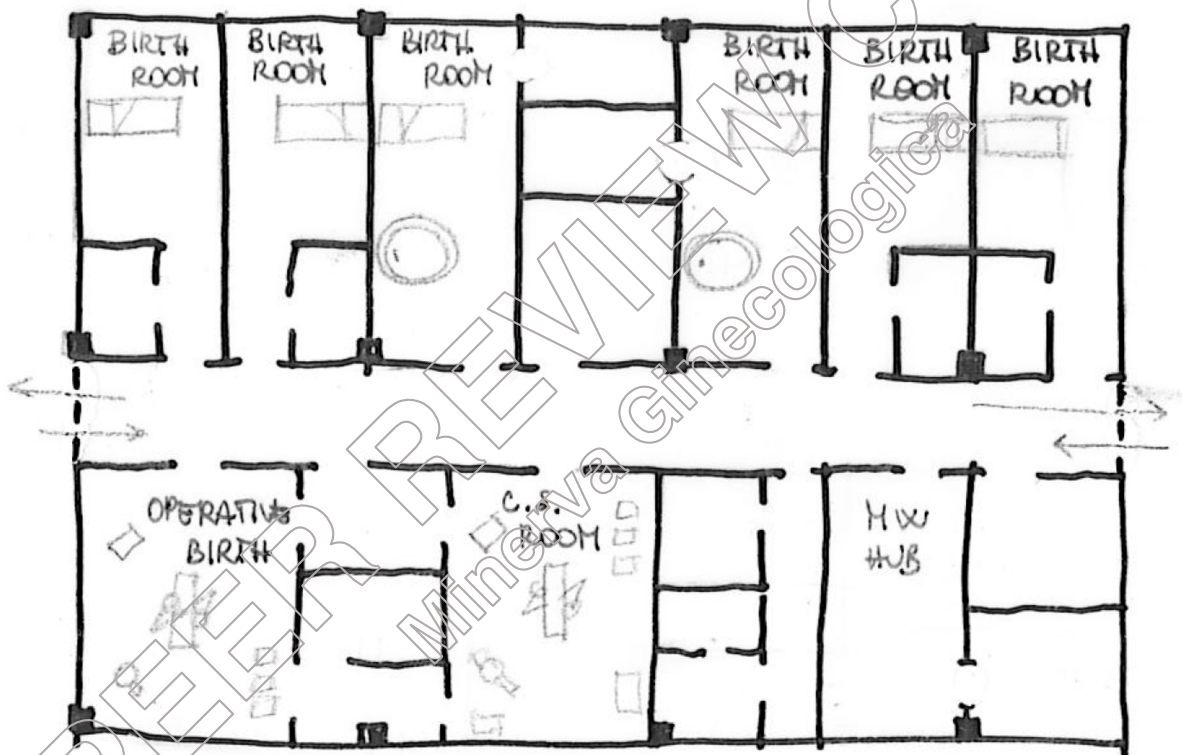 BIRTH
ROOM
BIRTH
ROOM
BIRTH
ROOM
BIRTH
ROOM
BIRTH
ROOM
BIRTH
ROOM
OPERATIVE
BIRTH
C.S.
ROOM
MW
HUB
PEER REVIEW C
Minerva Ginecologica